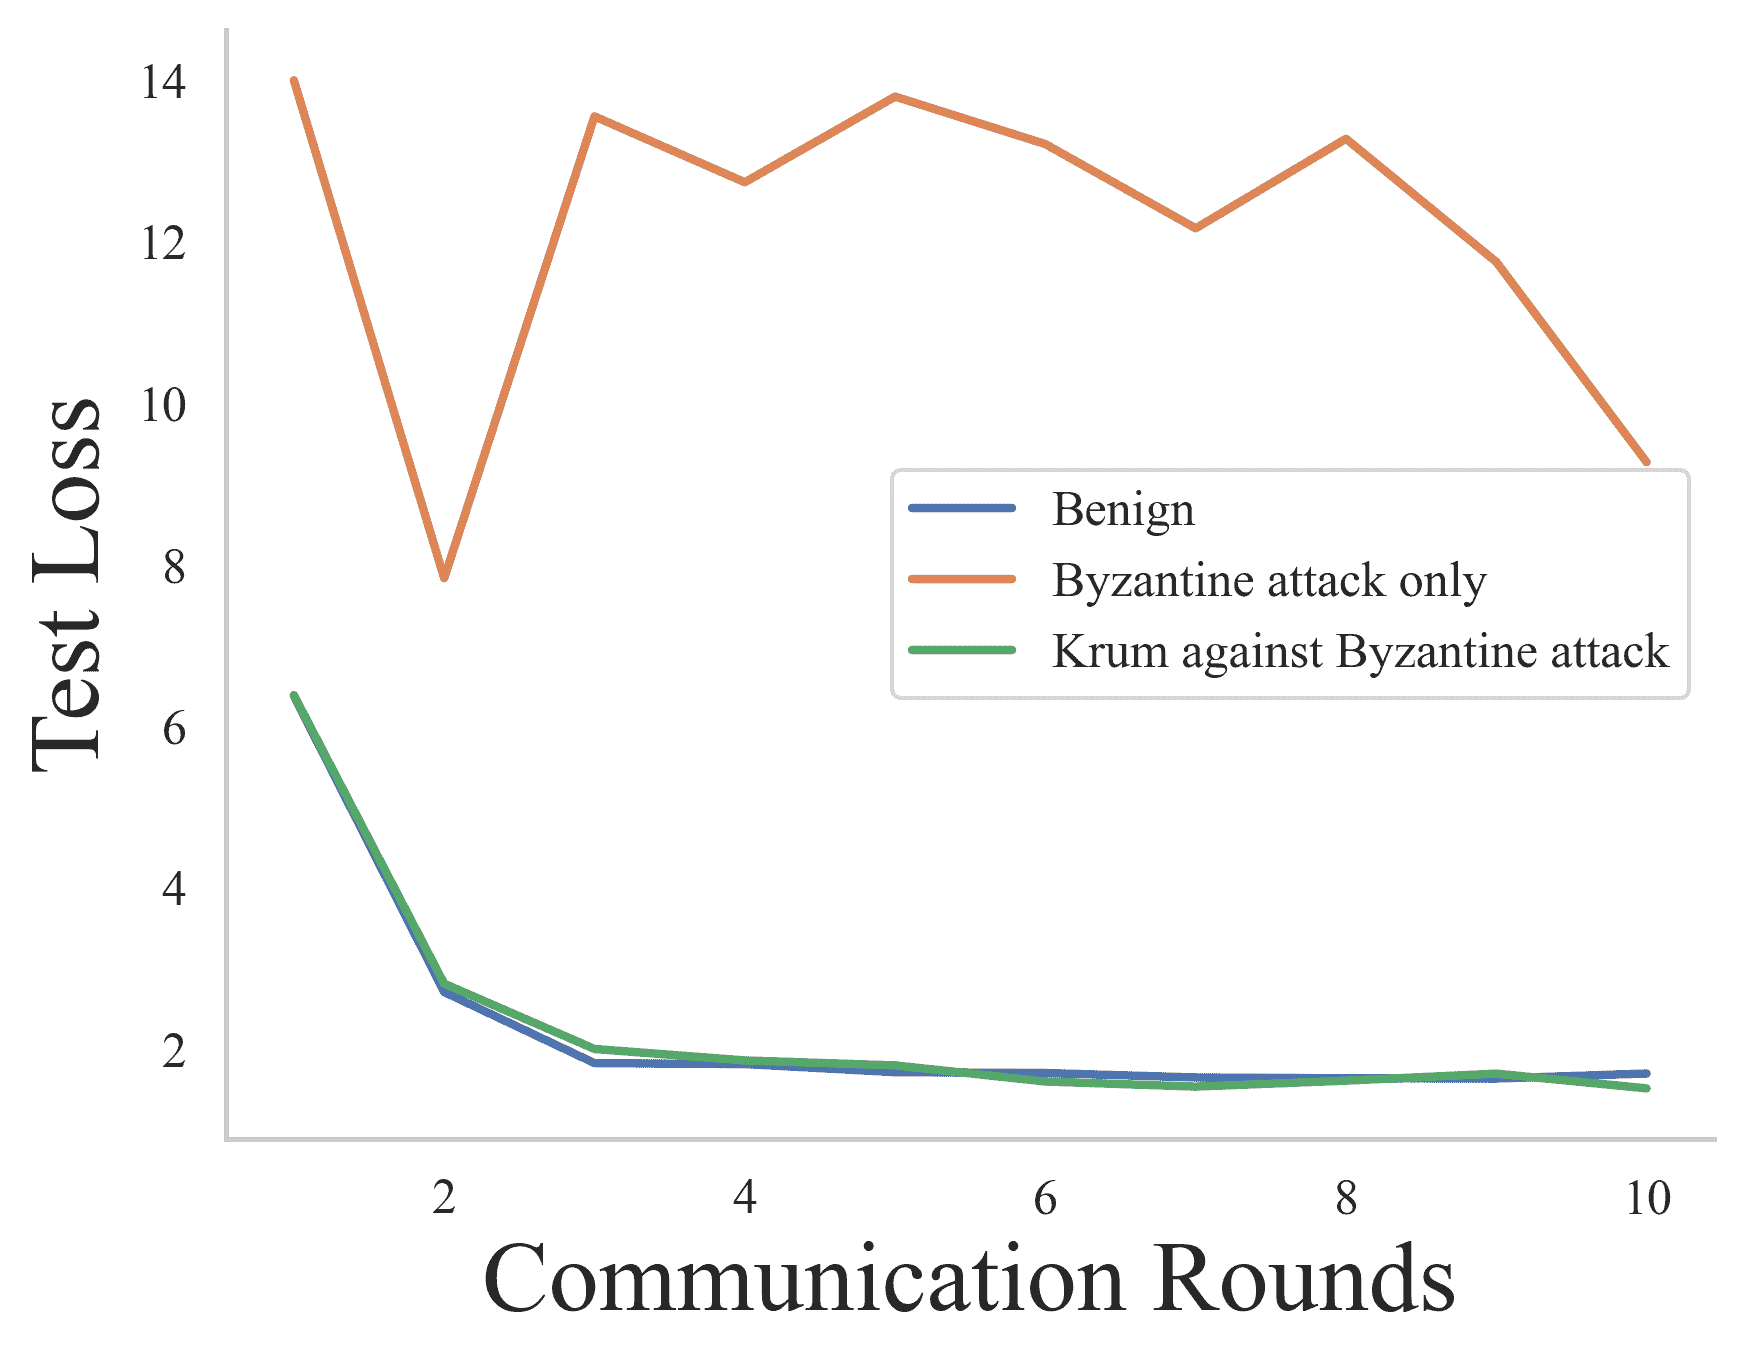 14
12
10
8
6
4
2
Test Loss
Benign
Byzantine attack only
Krum against Byzantine attack
2 4 6 8 10
Communication Rounds